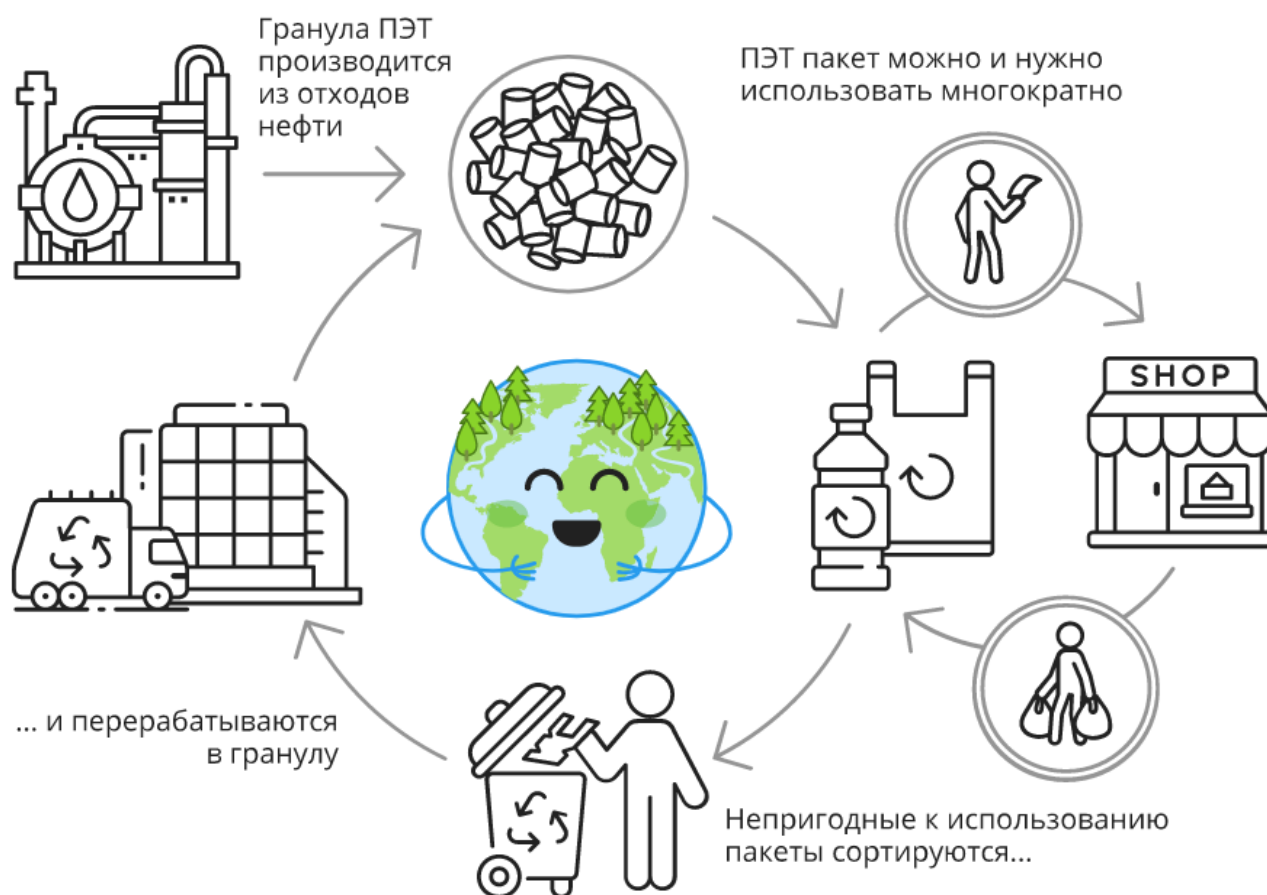 Гранула ПЭТ
производится
из отходов
нефти
ПЭТ пакет можно и нужно
использовать многократно
SHOP
Непригодные к использованию
пакеты сортируются...
... и перерабатываются
в гранулу